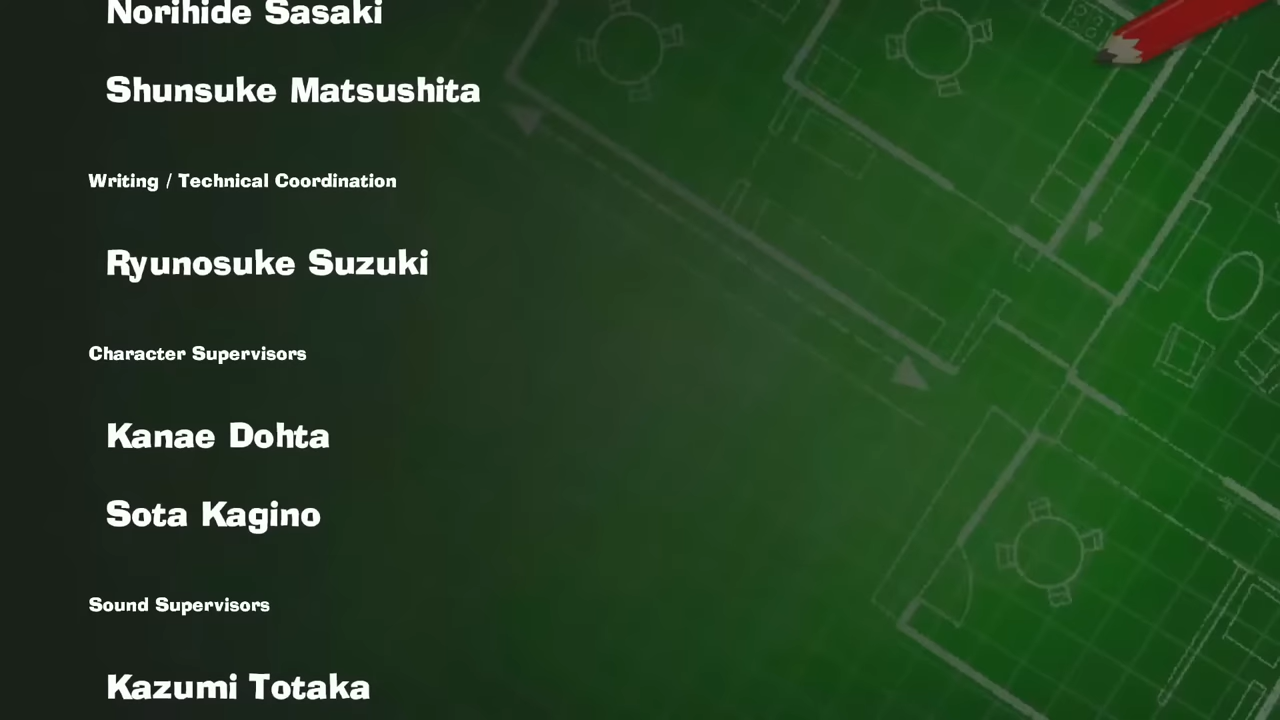 Norihide Sasaki
Shunsuke Matsushita
Writing / Technical Coordination
Ryunosuke Suzuki
Character Supervisors
Kanae Dohta
Sota Kagino
Sound Supervisors
Kazumi Totaka